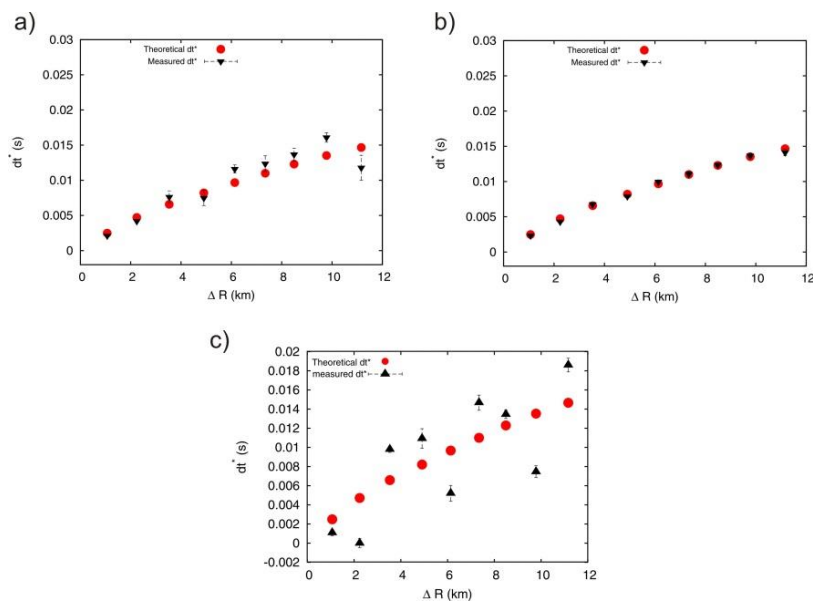 a)
0.03
0.025
0.02
0.015
0.01
0.005
0
dt* (s)
Theoretical dt*
Measured dt*
0 2 4 6 8 10 12
Δ R (km)
b)
0.03
0.025
0.02
0.015
0.01
0.005
0
dt* (s)
Theoretical dt*
Measured dt*
0 2 4 6 8 10 12
Δ R (km)
c)
0.02
0.018
0.016
0.014
0.012
0.01
0.008
0.006
0.004
0.002
0
-0.002
dt* (s)
Theoretical dt*
measured dt*
0 2 4 6 8 10 12
Δ R (km)